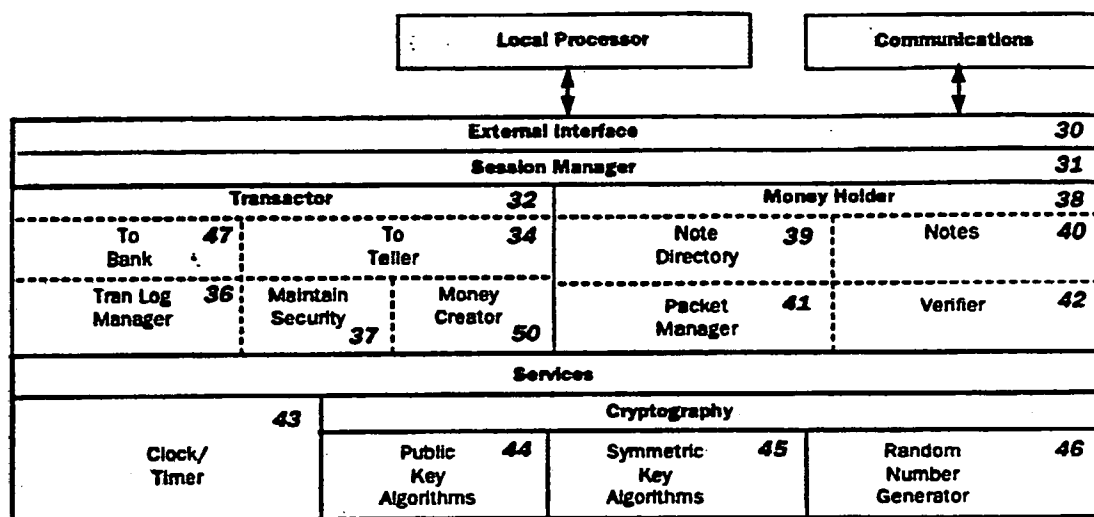 Local Processor
Communications
External Interface 30
Session Manager 31
Transactor 32
Money Holder 38
To Bank 47
To Teller 34
Note Directory 39
Notes 40
Tran Log Manager 36
Maintain Security 37
Money Creator 50
Packet Manager 41
Verifier 42
Services
Clock/ Timer 43
Cryptography
Public Key Algorithms 44
Symmetric Key Algorithms 45
Random Number Generator 46